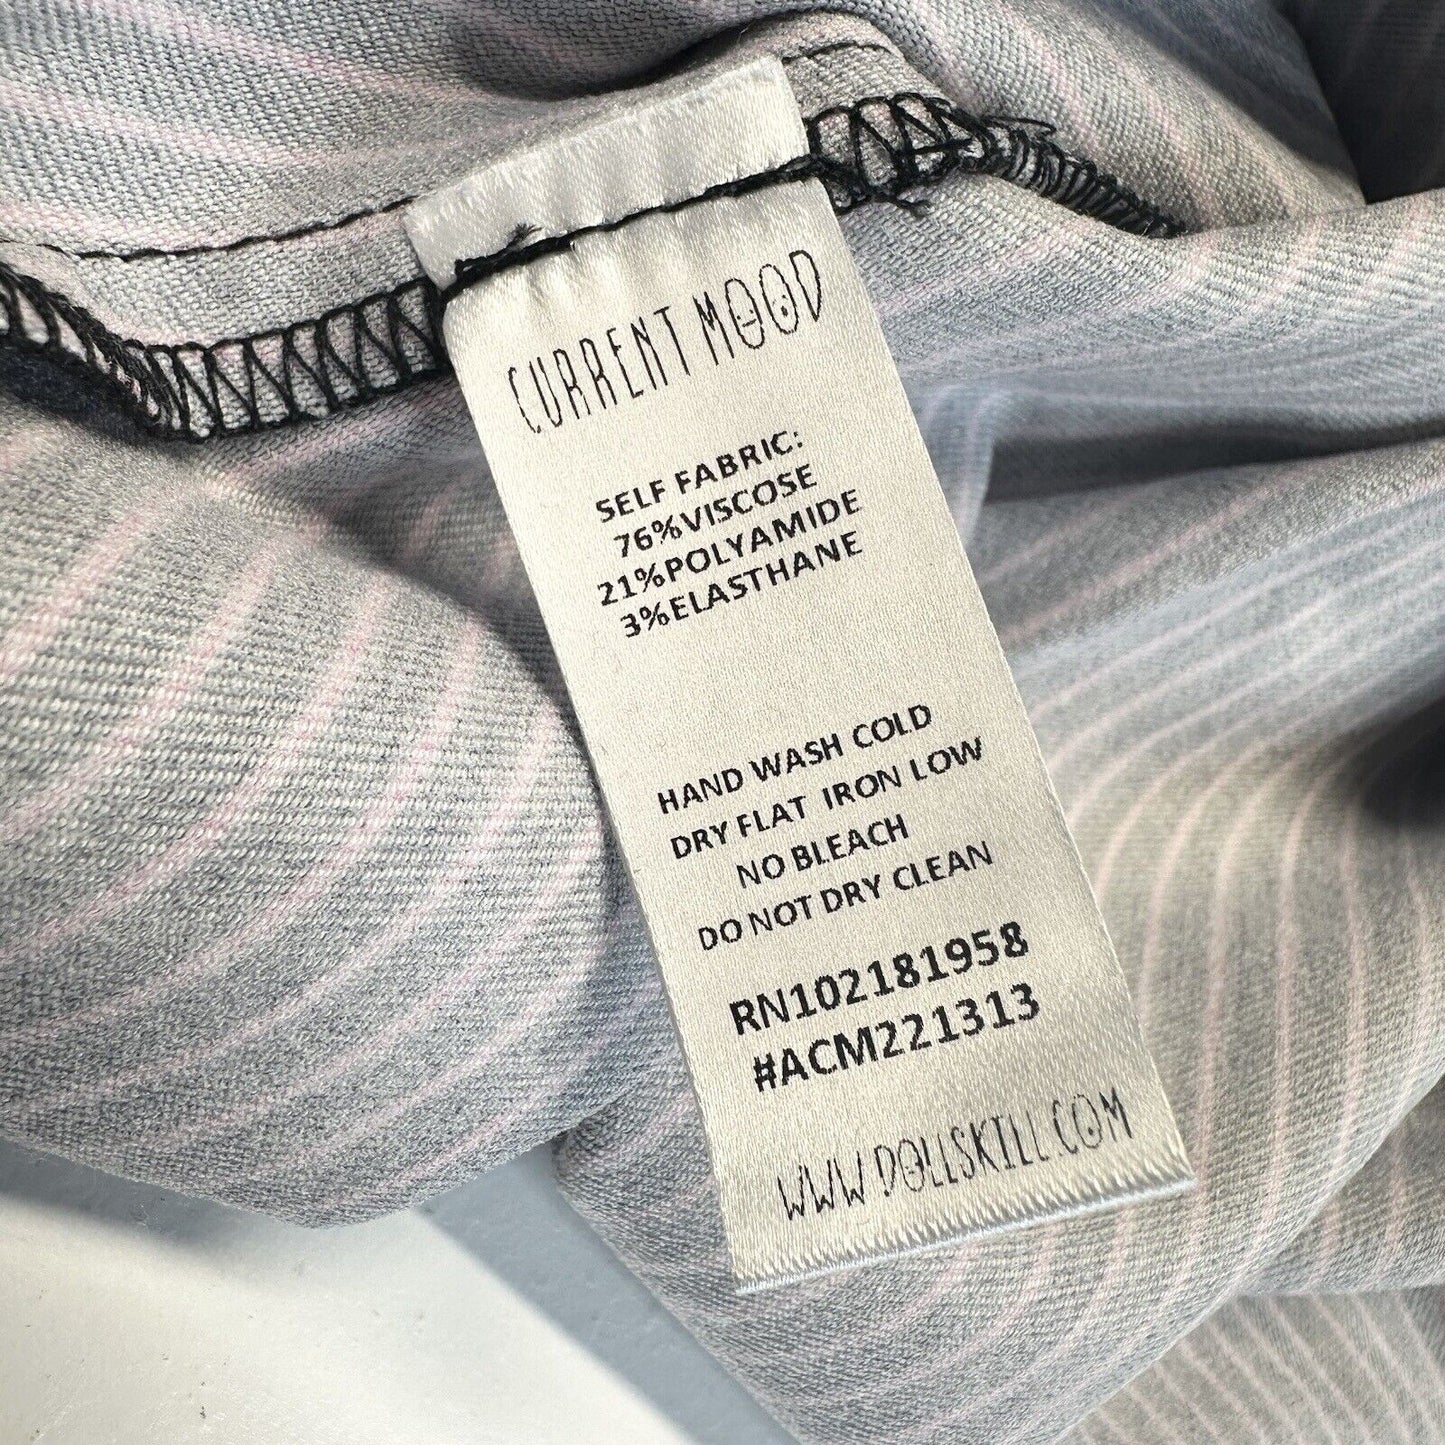 CURRENT MOOD
SELF FABRIC:
76%VISCOSE
21%POLYAMIDE
3%ELASTHANE
HAND WASH COLD
DRY FLAT IRON LOW
NO BLEACH
DO NOT DRY CLEAN
RN102181958
#ACM221313
WWW.DOLLSKILL.COM